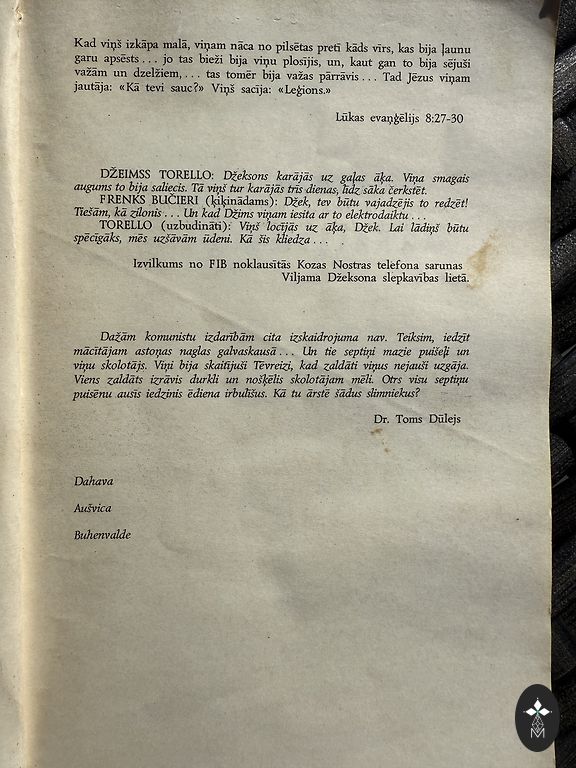 Kad viņš izkāpa malā, viņam nāca no pilsētas pretī kāds vīrs, kas bija ļaunu
garu apsēsts... jo tas bieži bija viņu plosījis, un, kaut gan to bija sējuši
važām un dzelžiem,... tas tomēr bija važas pārrāvis... Tad Jēzus viņam
jautāja: «Kā tevi sauc?» Viņš sacīja: «Leģions.»
Lūkas evaņģēlijs 8:27-30
DŽEIMSS TORELLO: Džeksons karājās uz gaļas āķa. Viņa smagais
augums to bija saliecis. Tā viņš tur karājās trīs dienas, līdz sāka čerkstēt.
FRENKS BUČIERI (ķiķinādams): Džek, tev būtu vajadzējis to redzēt!
Tiešām, kā zilonis... Un kad Džims viņam iesita ar to elektrodaiktu...
TORELLO (uzbudināti): Viņš locījās uz āķa, Džek. Lai lādiņš būtu
spēcīgāks, mēs uzšāvām ūdeni. Kā šis kliedza...
Izvilkums no FIB noklausītās Kozas Nostras telefona sarunas
Viljama Džeksona slepkavības lietā.
Dažām komunistu izdarībām cita izskaidrojuma nav. Teiksim, iedzīt
mācītājam astoņas naglas galvaskausā... Un tie septiņi mazie puišeļi un
viņu skolotājs. Viņi bija skaitījuši Tēvreizi, kad zaldāti viņus nejauši uzgāja.
Viens zaldāts izrāvis durkli un nošķēlis skolotājam mēli. Otrs visu septiņu
puisēnu ausīs iedzinis ēdiena irbulīšus. Kā tu ārstē šādus slimniekus?
Dr. Toms Dūlejs
Dahava
Aušvica
Buhenvalde
M